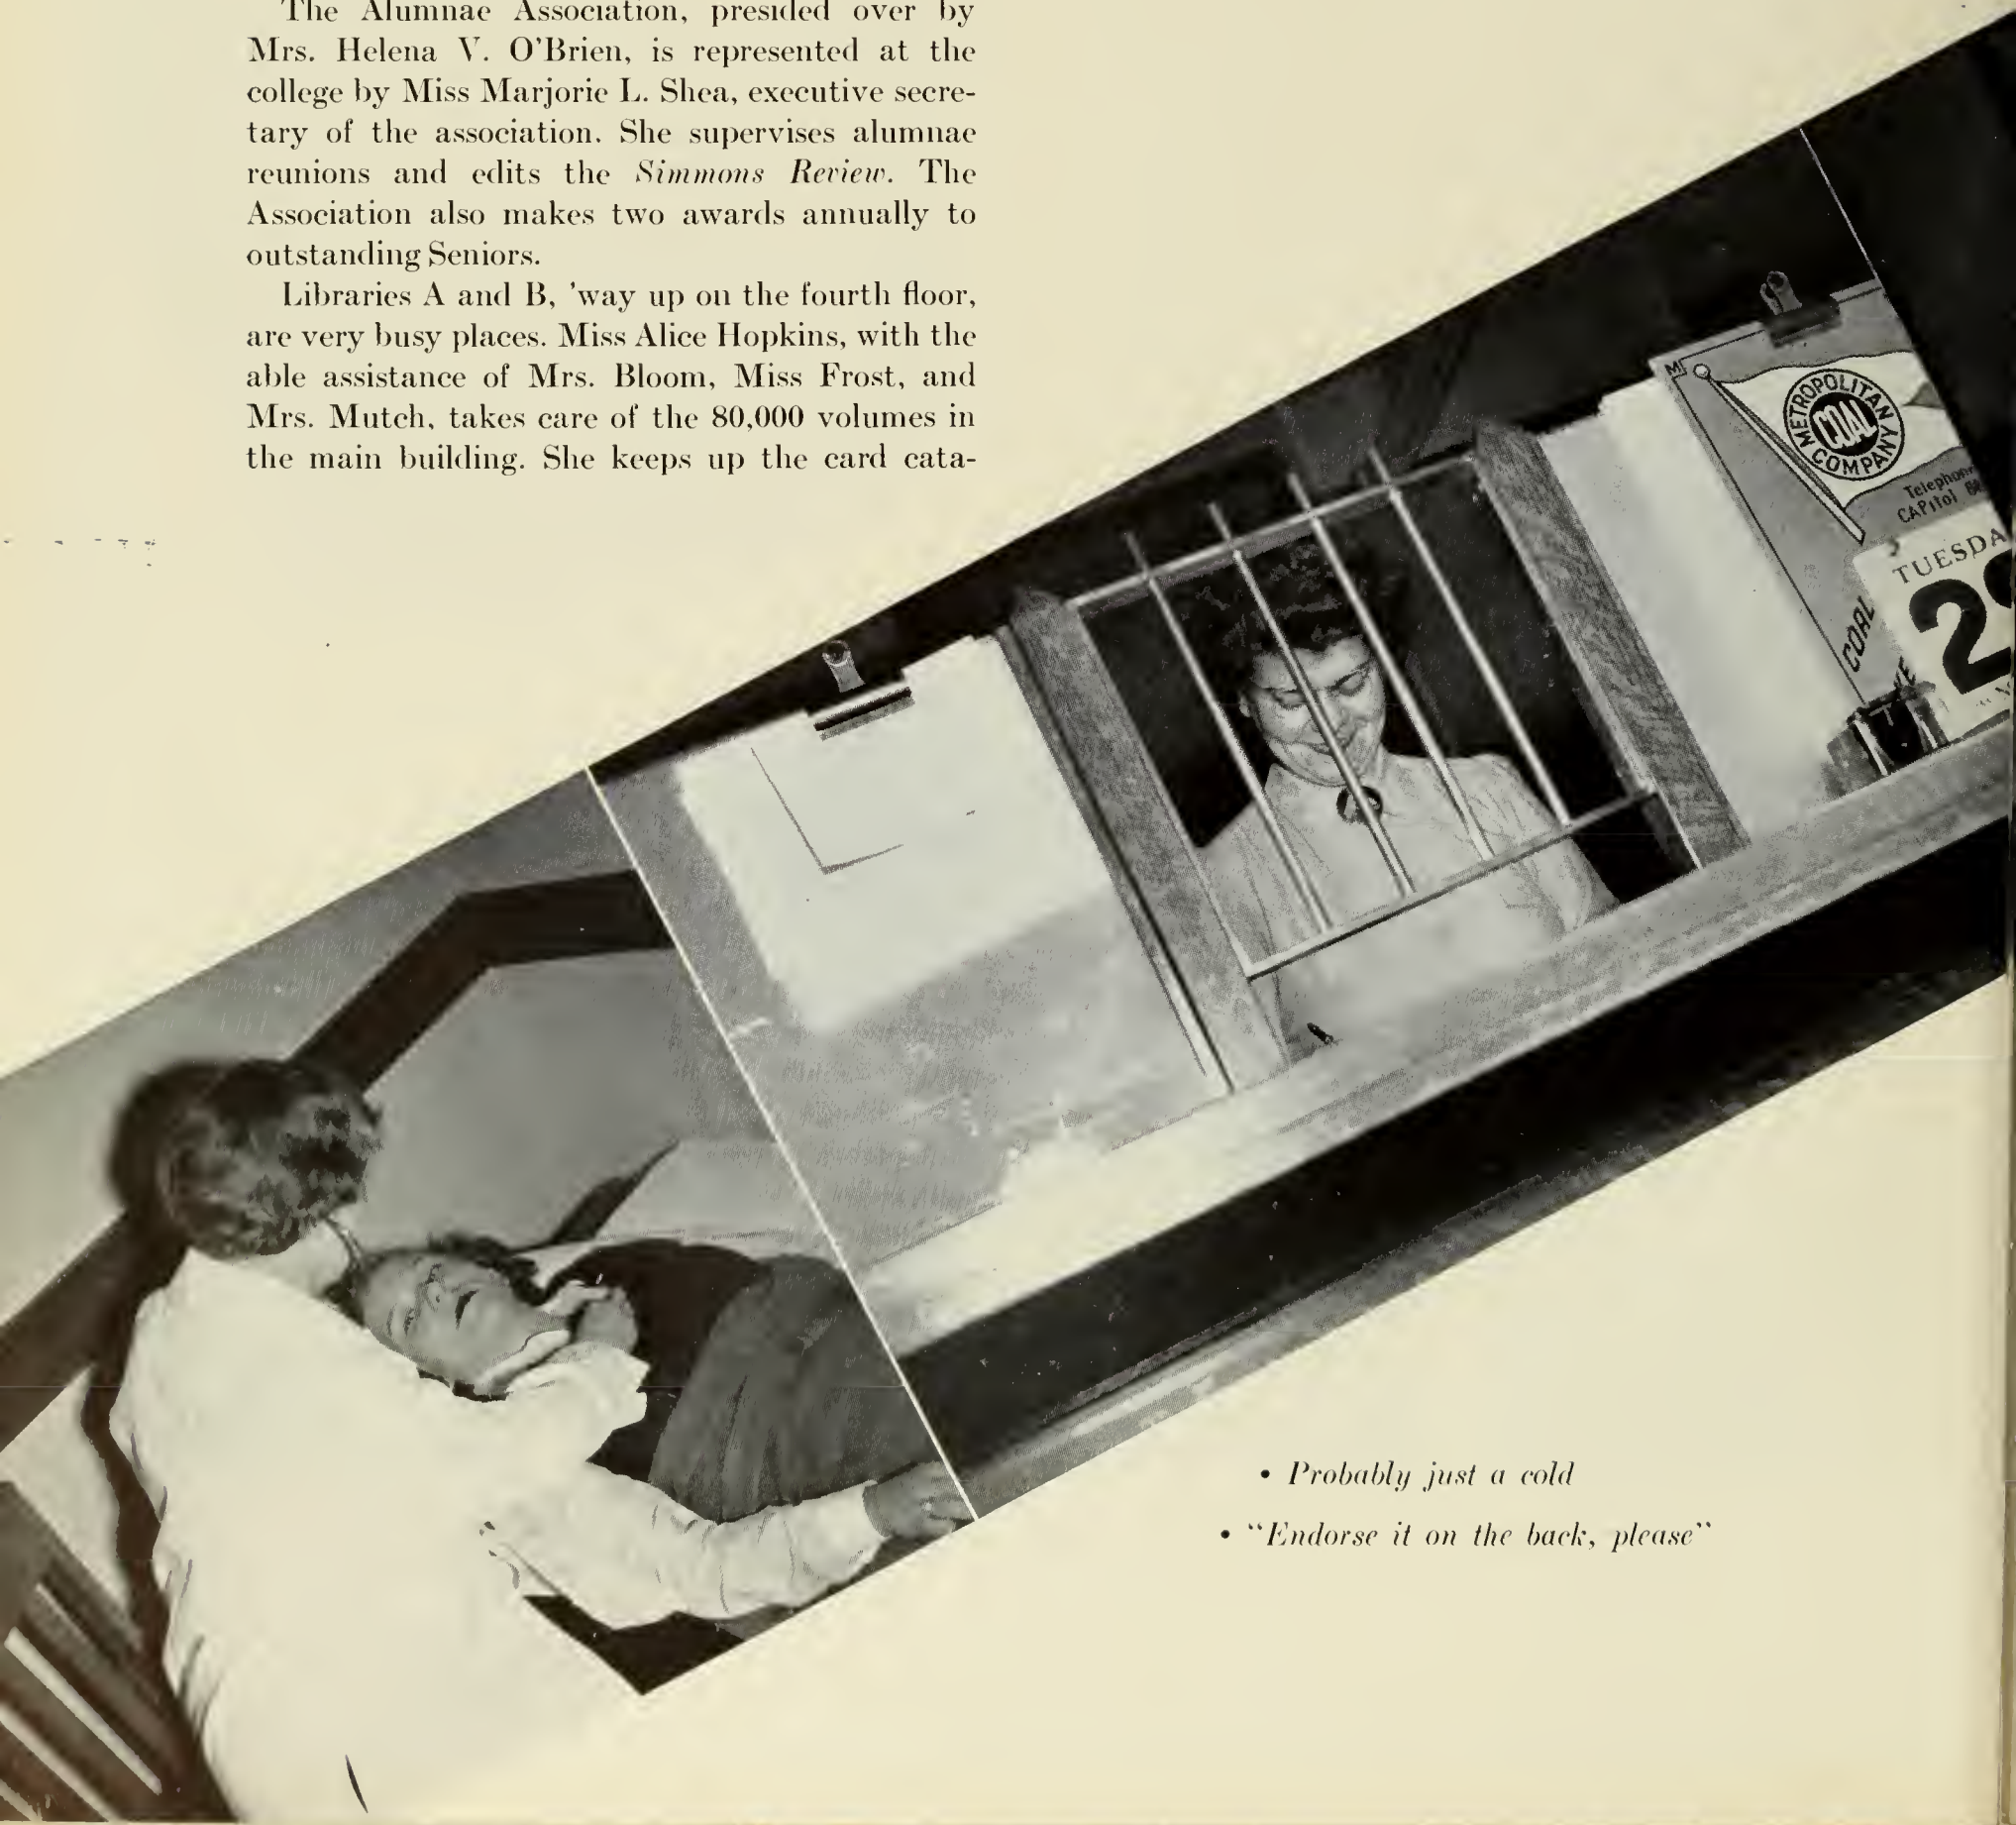 The Alumnae Association, presided over by
Mrs. Helena V. O'Brien, is represented at the
college by Miss Marjorie L. Shea, executive secre-
tary of the association. She supervises alumnae
reunions and edits the Simmons Review. The
Association also makes two awards annually to
outstanding Seniors.
Libraries A and B, 'way up on the fourth floor,
are very busy places. Miss Alice Hopkins, with the
able assistance of Mrs. Bloom, Miss Frost, and
Mrs. Mutch, takes care of the 80,000 volumes in
the main building. She keeps up the card cata-
M
METROPOLITAN
COAL
COMPANY
Telephon
CAPitol
TUESDA
29
COAL
• Probably just a cold
• "Endorse it on the back, please"